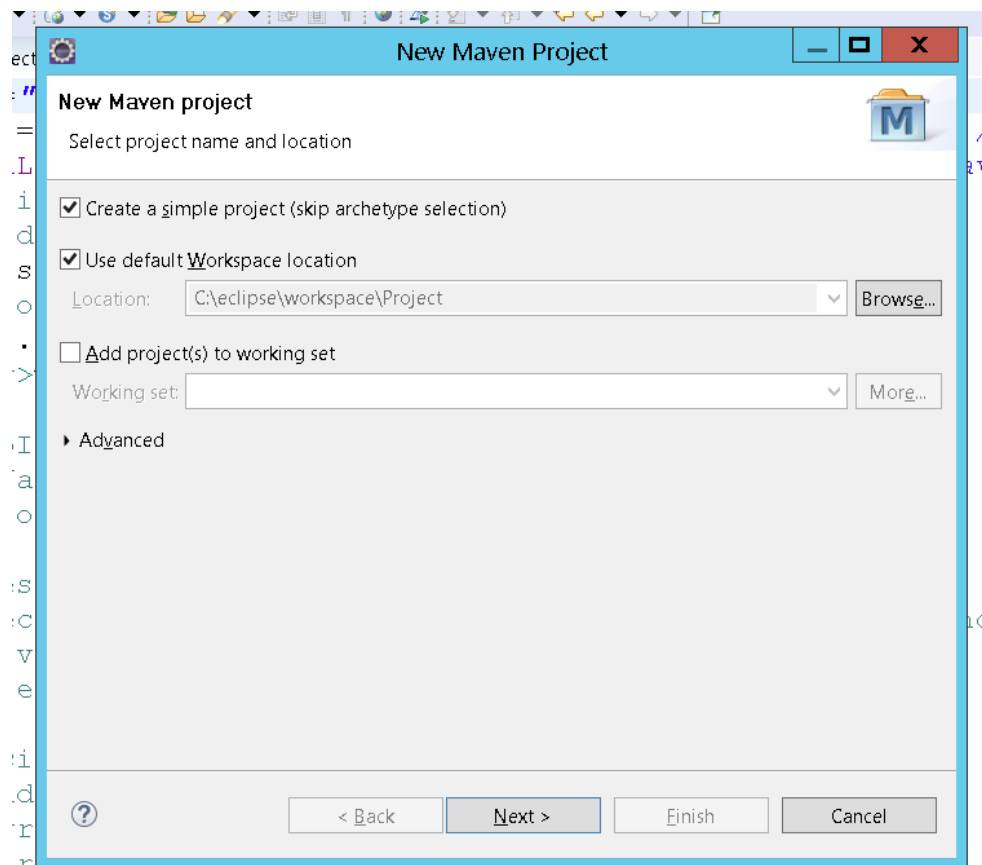 New Maven Project
New Maven project
Select project name and location
M
Create a simple project (skip archetype selection)
Use default Workspace location
Location: C:\eclipse\workspace\Project Browse...
Add project(s) to working set
Working set: More...
Advanced
? < Back Next > Finish Cancel